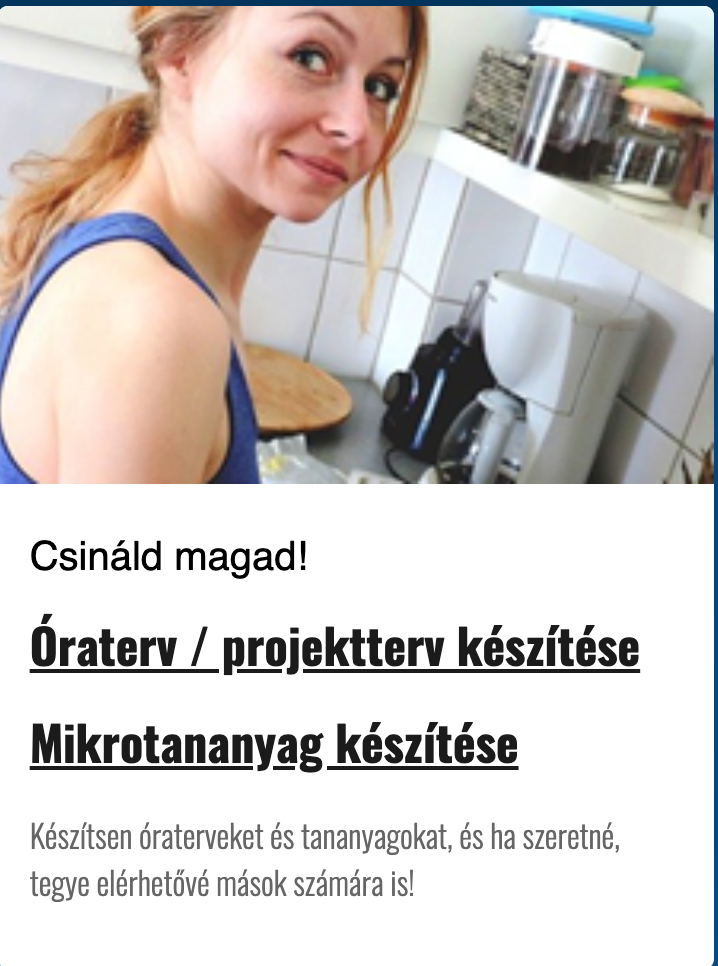 Csináld magad!
Óraterv / projektterv készítése
Mikrotananyag készítése
Készítsen óraterveket és tananyagokat, és ha szeretné,
tegye elérhetővé mások számára is!